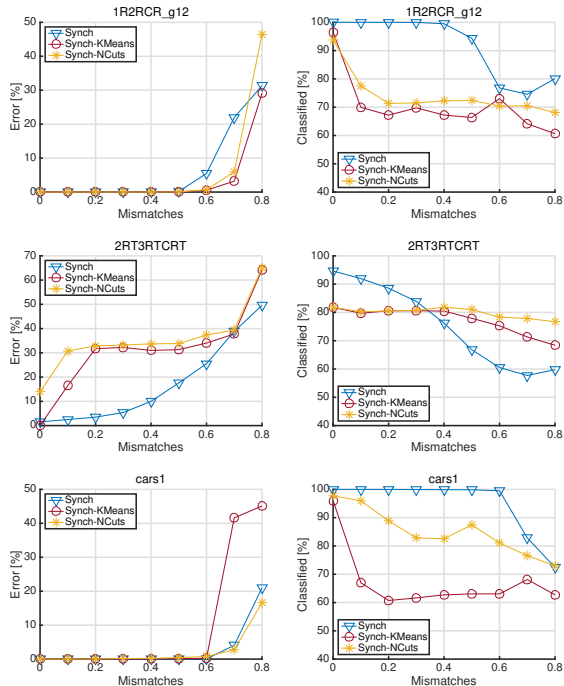 1R2RCR_g12
50
40
30
20
10
0
Error [%]
Synch
Synch-KMeans
Synch-NCuts
0 0.2 0.4 0.6 0.8
Mismatches
1R2RCR_g12
100
90
80
70
60
50
40
Classified [%]
Synch
Synch-KMeans
Synch-NCuts
0 0.2 0.4 0.6 0.8
Mismatches
2RT3RTCRT
70
60
50
40
30
20
10
0
Error [%]
Synch
Synch-KMeans
Synch-NCuts
0 0.2 0.4 0.6 0.8
Mismatches
2RT3RTCRT
100
90
80
70
60
50
40
Classified [%]
Synch
Synch-KMeans
Synch-NCuts
0 0.2 0.4 0.6 0.8
Mismatches
cars1
50
40
30
20
10
0
Error [%]
Synch
Synch-KMeans
Synch-NCuts
0 0.2 0.4 0.6 0.8
Mismatches
cars1
100
90
80
70
60
50
40
Classified [%]
Synch
Synch-KMeans
Synch-NCuts
0 0.2 0.4 0.6 0.8
Mismatches